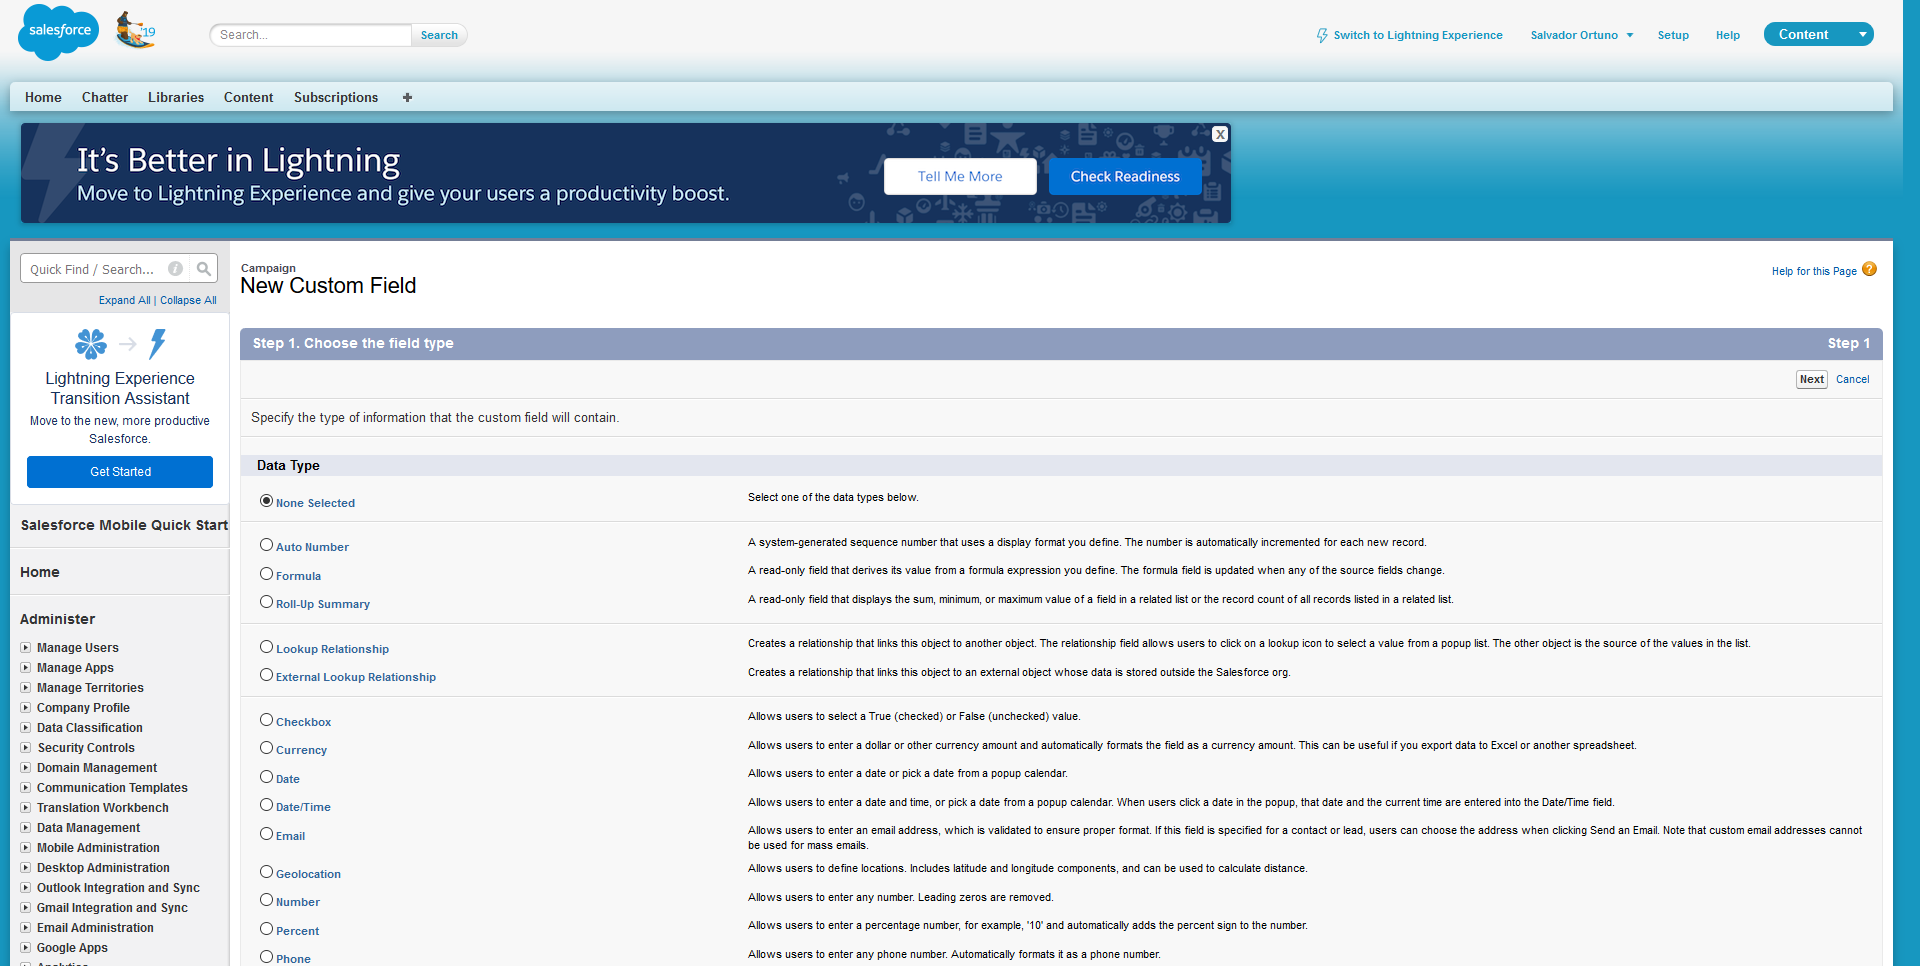 salesforce
'19
Search...
Search
Switch to Lightning Experience
Salvador Ortuno
Setup
Help
Content
Home
Chatter
Libraries
Content
Subscriptions
+
It's Better in Lightning
Move to Lightning Experience and give your users a productivity boost.
Tell Me More
Check Readiness
X
Quick Find / Search...
i
Expand All | Collapse All
Lightning Experience
Transition Assistant
Move to the new, more productive
Salesforce.
Get Started
Salesforce Mobile Quick Start
Home
Administer
Manage Users
Manage Apps
Manage Territories
Company Profile
Data Classification
Security Controls
Domain Management
Communication Templates
Translation Workbench
Data Management
Mobile Administration
Desktop Administration
Outlook Integration and Sync
Gmail Integration and Sync
Email Administration
Google Apps
Campaign
New Custom Field
Help for this Page ?
Step 1. Choose the field type
Step 1
Next
Cancel
Specify the type of information that the custom field will contain.
Data Type
None Selected
Select one of the data types below.
Auto Number
A system-generated sequence number that uses a display format you define. The number is automatically incremented for each new record.
Formula
A read-only field that derives its value from a formula expression you define. The formula field is updated when any of the source fields change.
Roll-Up Summary
A read-only field that displays the sum, minimum, or maximum value of a field in a related list or the record count of all records listed in a related list.
Lookup Relationship
Creates a relationship that links this object to another object. The relationship field allows users to click on a lookup icon to select a value from a popup list. The other object is the source of the values in the list.
External Lookup Relationship
Creates a relationship that links this object to an external object whose data is stored outside the Salesforce org.
Checkbox
Allows users to select a True (checked) or False (unchecked) value.
Currency
Allows users to enter a dollar or other currency amount and automatically formats the field as a currency amount. This can be useful if you export data to Excel or another spreadsheet.
Date
Allows users to enter a date or pick a date from a popup calendar.
Date/Time
Allows users to enter a date and time, or pick a date from a popup calendar. When users click a date in the popup, that date and the current time are entered into the Date/Time field.
Email
Allows users to enter an email address, which is validated to ensure proper format. If this field is specified for a contact or lead, users can choose the address when clicking Send an Email. Note that custom email addresses cannot
be used for mass emails.
Geolocation
Allows users to define locations. Includes latitude and longitude components, and can be used to calculate distance.
Number
Allows users to enter any number. Leading zeros are removed.
Percent
Allows users to enter a percentage number, for example, '10' and automatically adds the percent sign to the number.
Phone
Allows users to enter any phone number. Automatically formats it as a phone number.